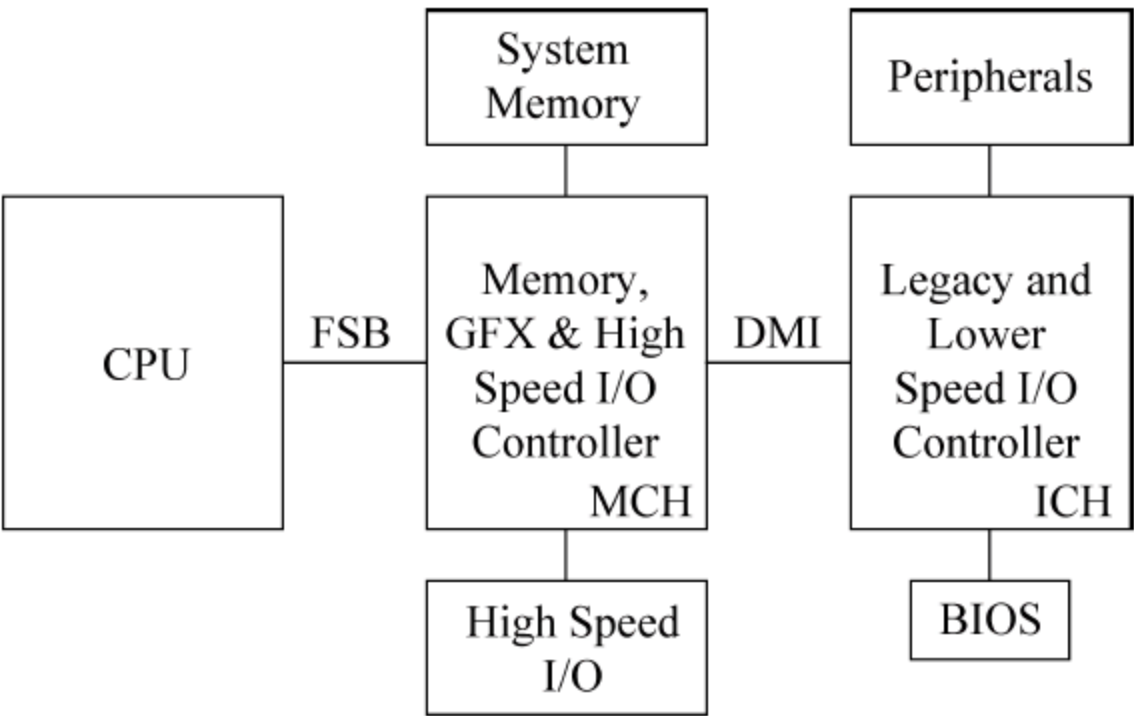 System
Memory
Peripherals
CPU
FSB
Memory,
GFX & High
Speed I/O
Controller
MCH
DMI
Legacy and
Lower
Speed I/O
Controller
ICH
High Speed
I/O
BIOS